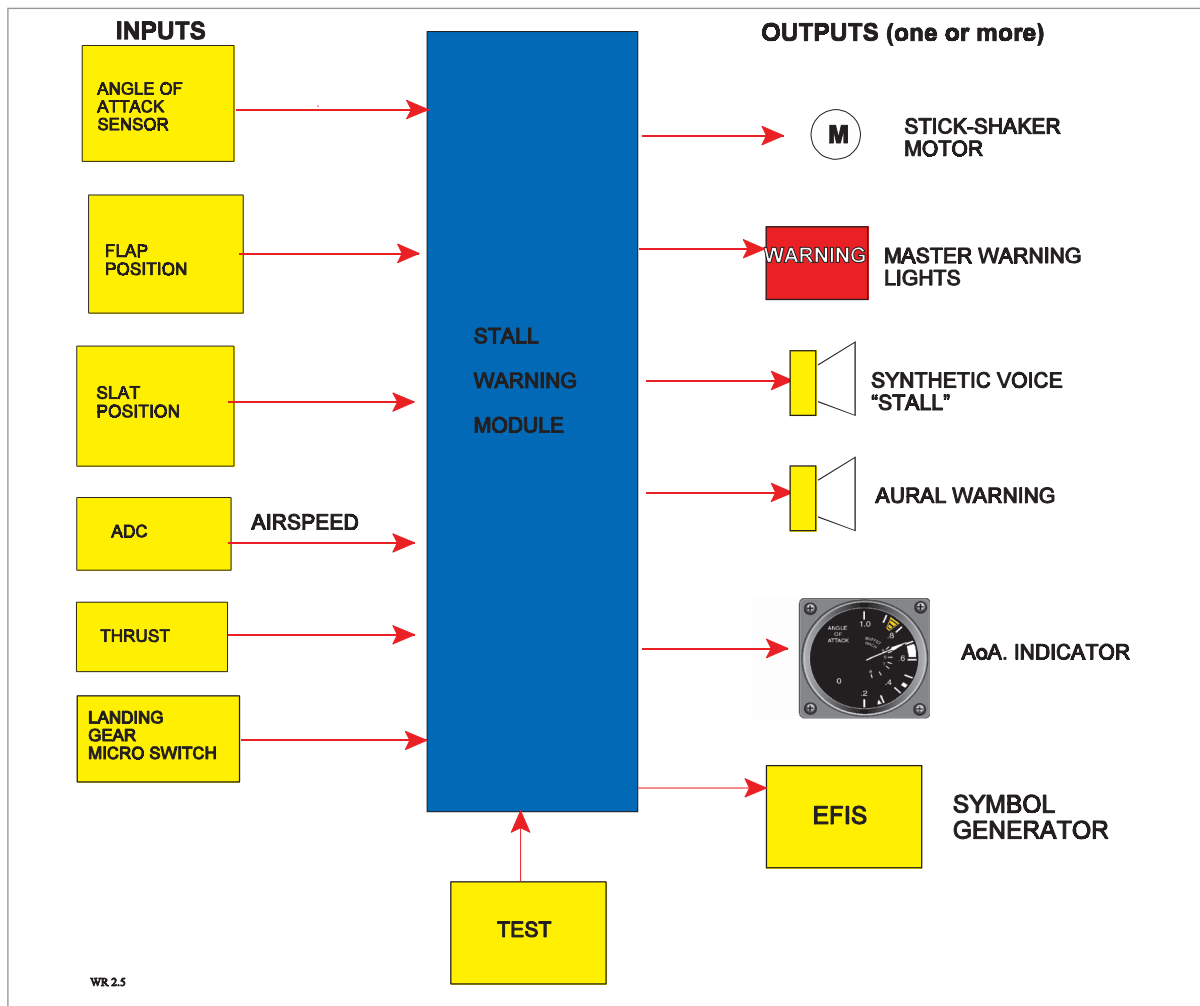 INPUTS
OUTPUTS (one or more)
ANGLE OF
ATTACK
SENSOR
FLAP
POSITION
SLAT
POSITION
ADC
AIRSPEED
THRUST
LANDING
GEAR
MICRO SWITCH
STALL
WARNING
MODULE
TEST
M
STICK-SHAKER
MOTOR
WARNING
MASTER WARNING
LIGHTS
SYNTHETIC VOICE
“STALL”
AURAL WARNING
ANGLE
OF
ATTACK
1.0
.8
.6
.4
.2
0
AoA. INDICATOR
EFIS
SYMBOL
GENERATOR
WR 2.5